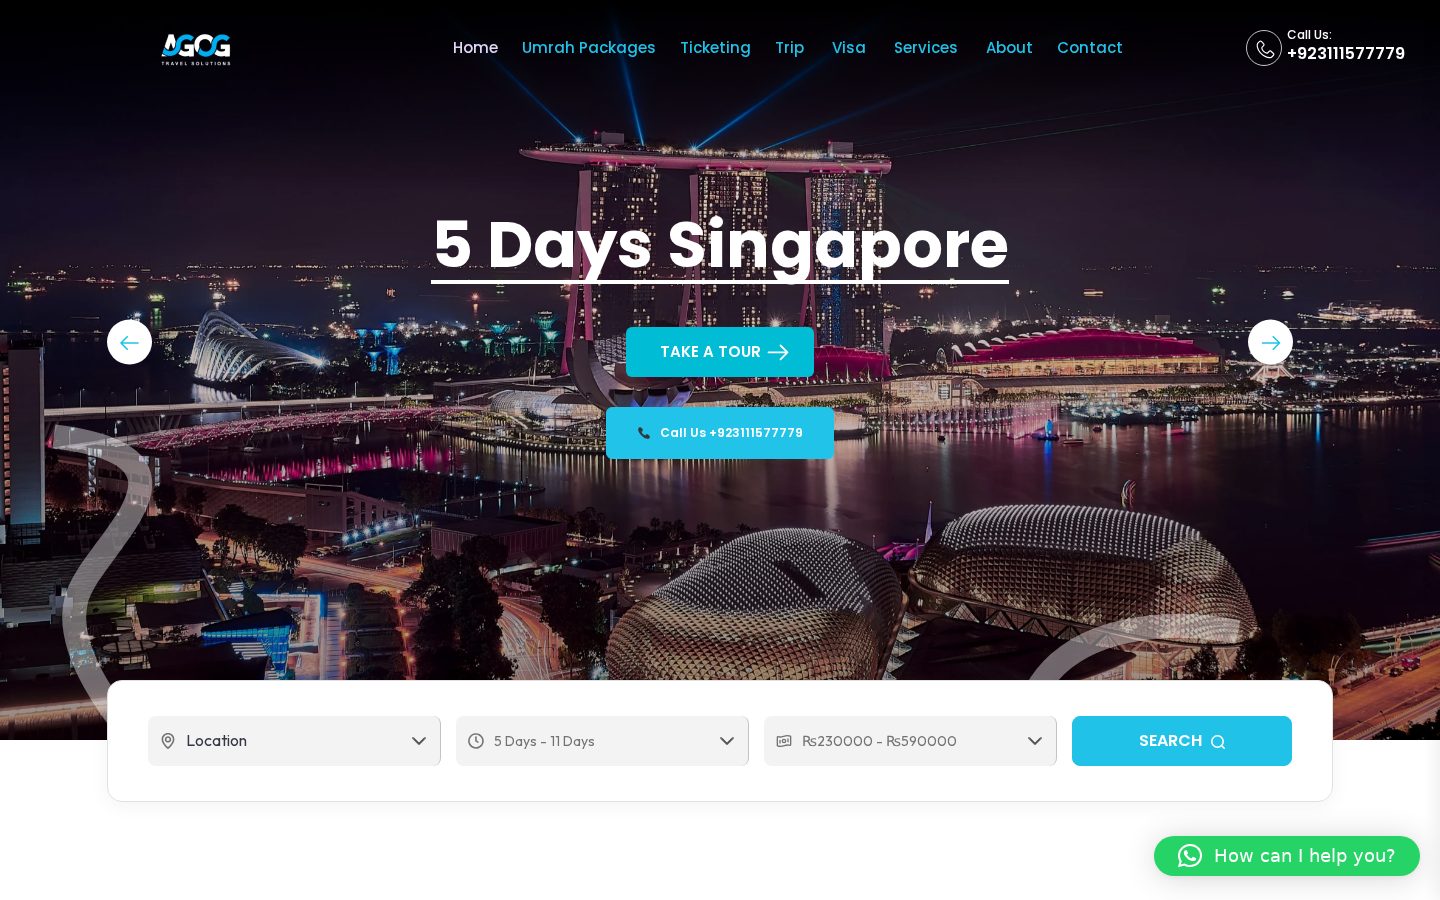 AGCG
TRAVEL SOLUTIONS
Home
Umrah Packages
Ticketing
Trip
Visa
Services
About
Contact
Call Us:
+923111577779
5 Days Singapore
TAKE A TOUR
Call Us +923111577779
Location
5 Days - 11 Days
₨230000 - ₨590000
SEARCH
How can I help you?